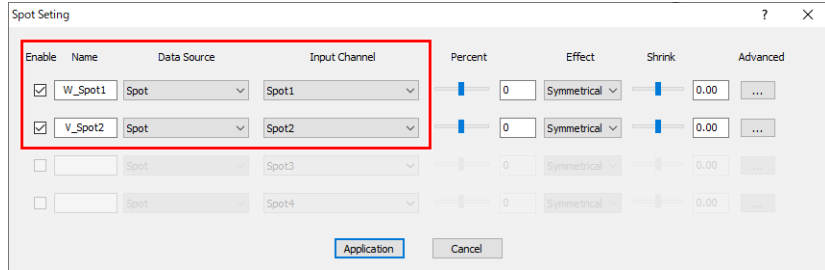 Spot Seting ? ×
Enable Name Data Source Input Channel Percent Effect Shrink Advanced
W_Spot1 Spot Spot1 0 Symmetrical 0.00 ...
V_Spot2 Spot Spot2 0 Symmetrical 0.00 ...
Spot Spot3 0 Symmetrical 0.00 ...
Spot Spot4 0 Symmetrical 0.00 ...
Application Cancel